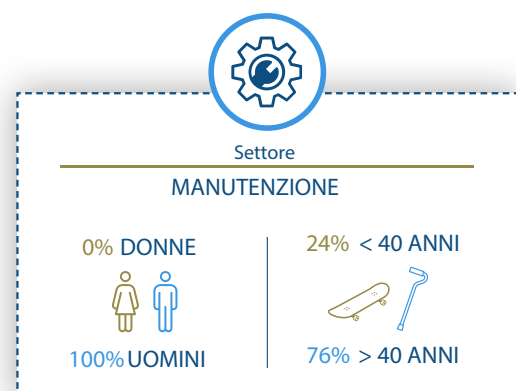 Settore
MANUTENZIONE
0% DONNE
100% UOMINI
24% < 40 ANNI
76% > 40 ANNI